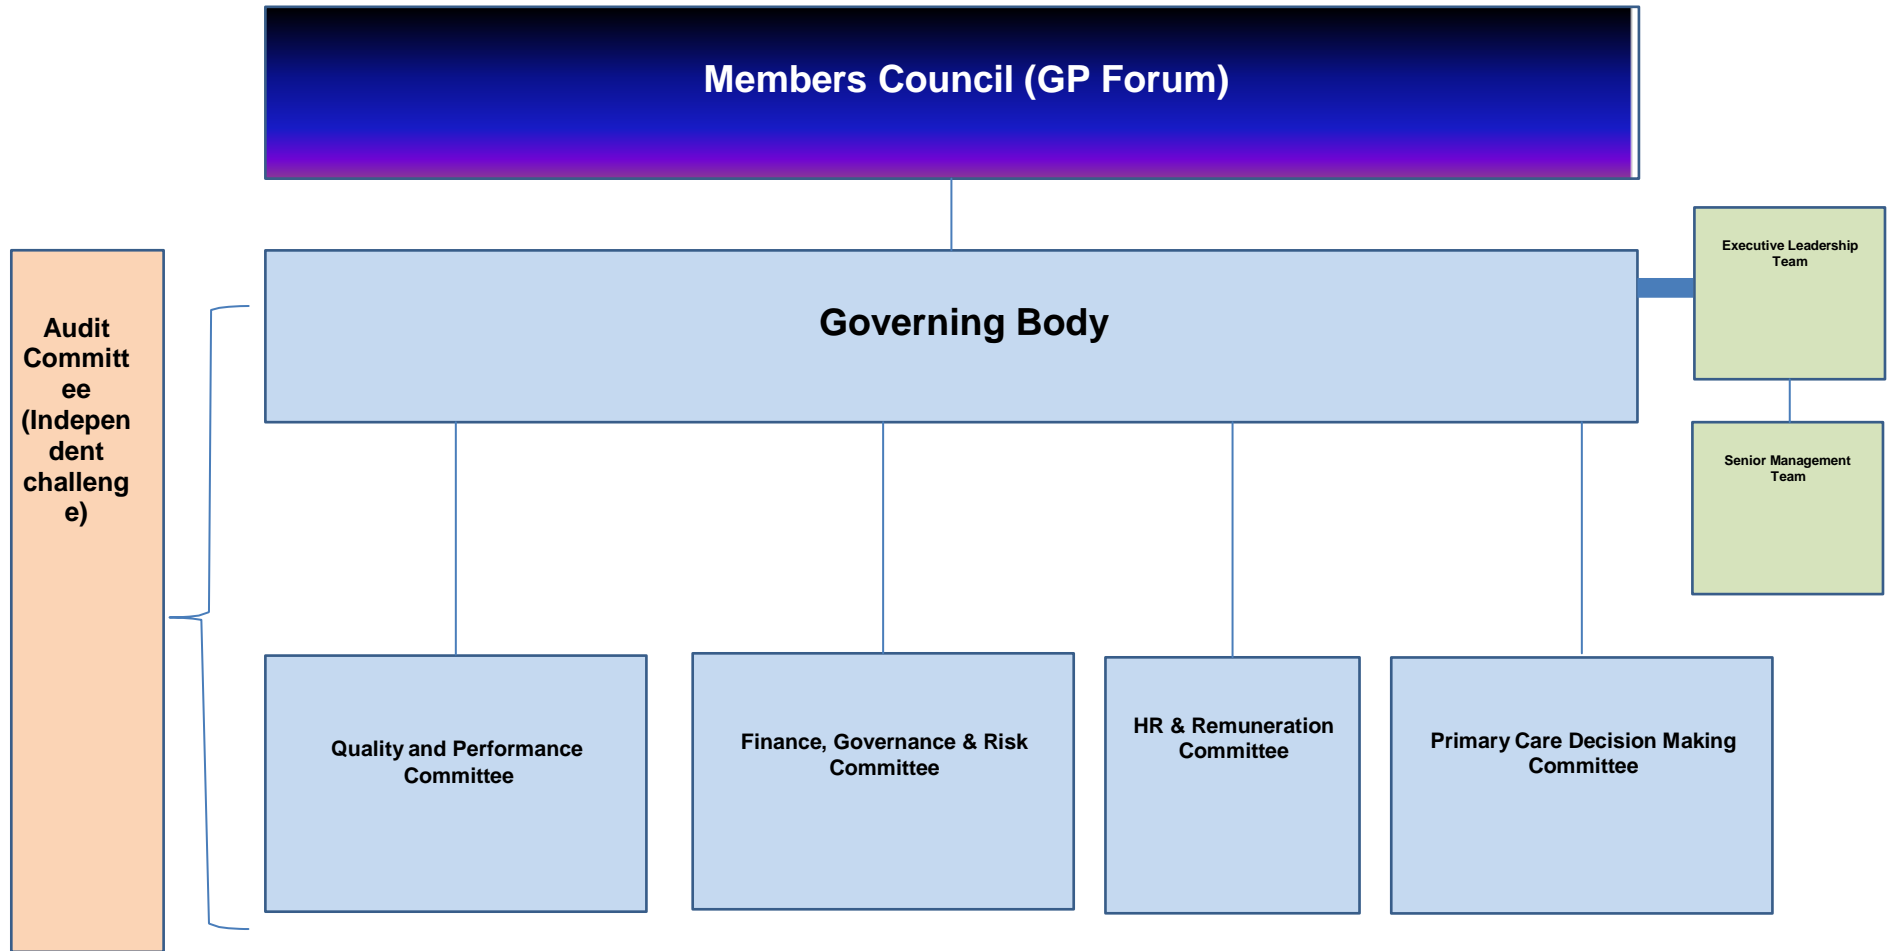 Members Council (GP Forum)
Executive Leadership
Team
Governing Body
Audit
Committ
ee
(Indepen
dent
challeng
e)
Senior Management
Team
Quality and Performance
Committee
Finance, Governance & Risk
Committee
HR & Remuneration
Committee
Primary Care Decision Making
Committee